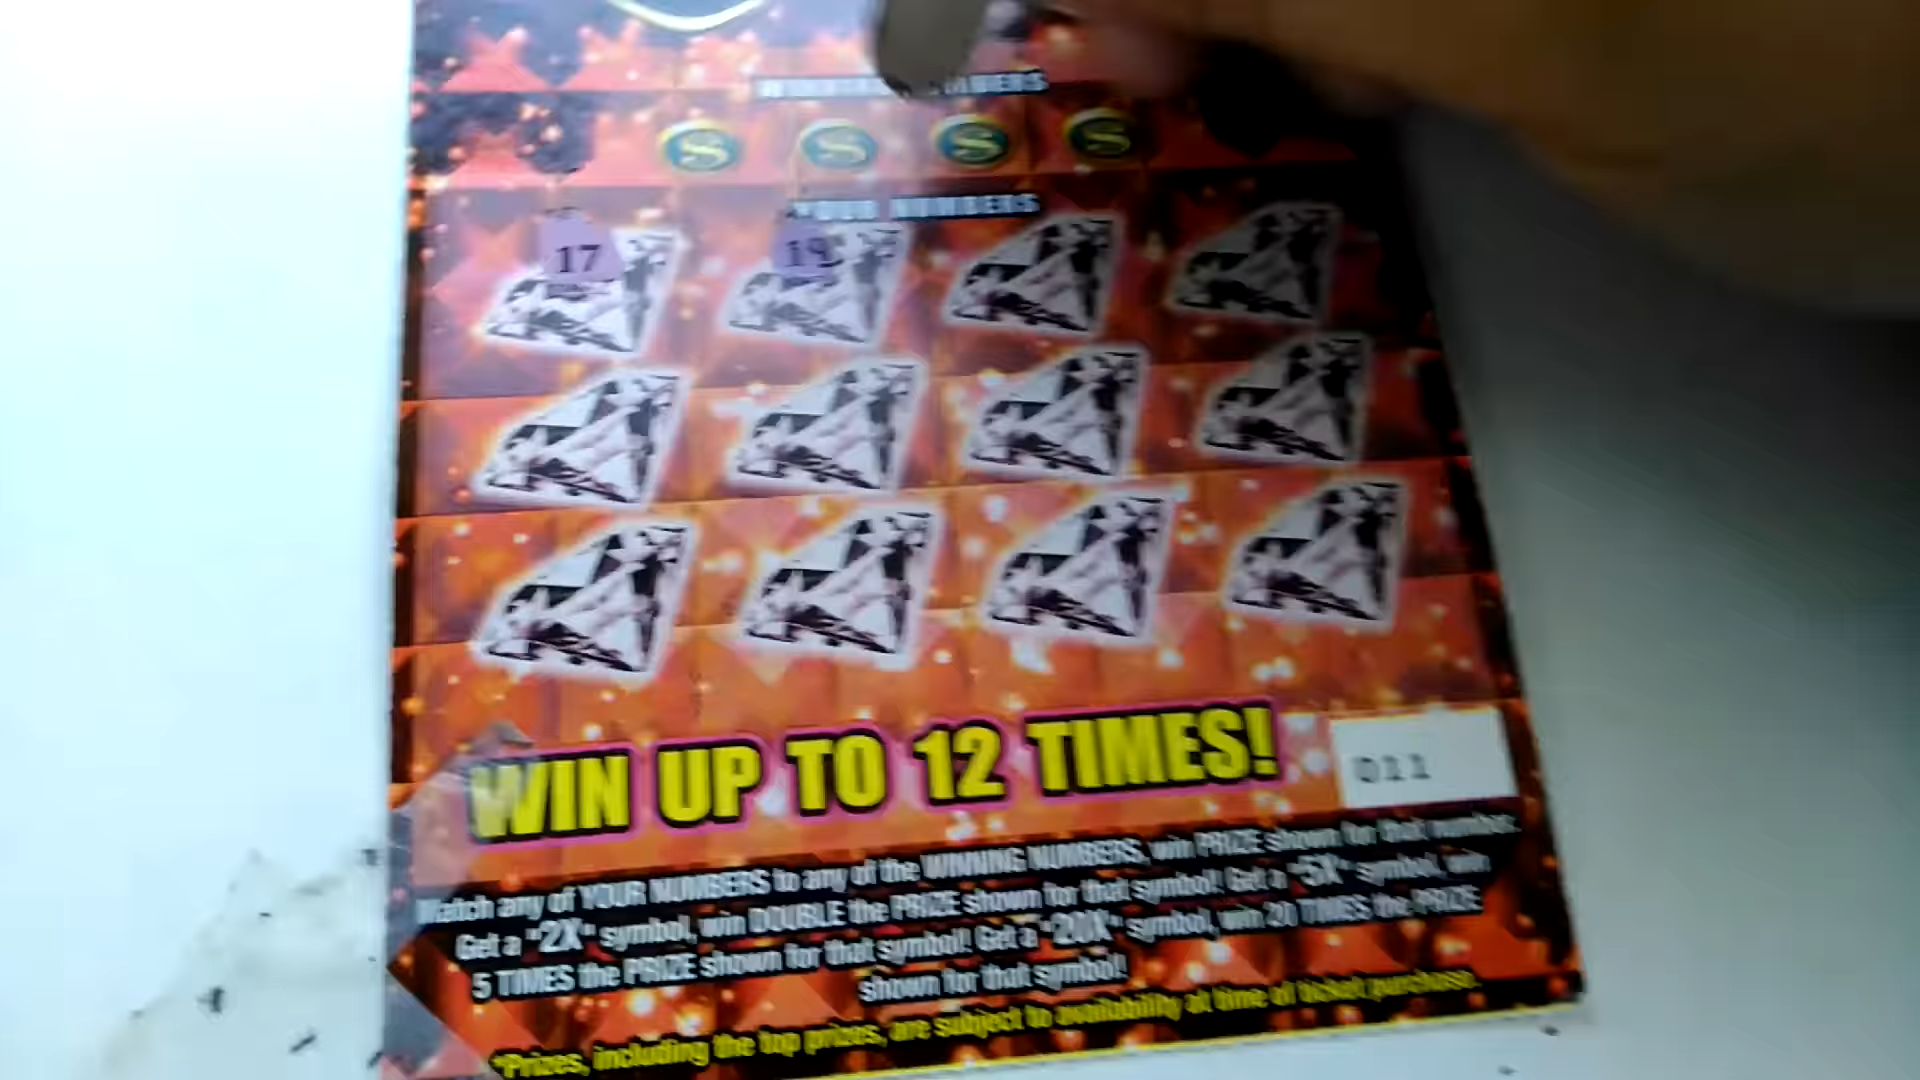 NUMBERS
S S S S
YOUR NUMBERS
17 19
WIN UP TO 12 TIMES!
011
Match any of YOUR NUMBERS to any of the WINNING NUMBERS, win PRIZE shown for that number.
Get a "2X" symbol, win DOUBLE the PRIZE shown for that symbol! Get a "5X" symbol, win
5 TIMES the PRIZE shown for that symbol! Get a "20X" symbol, win 20 TIMES the PRIZE
shown for that symbol!
*Prizes, including the top prizes, are subject to availability at time of ticket purchase.